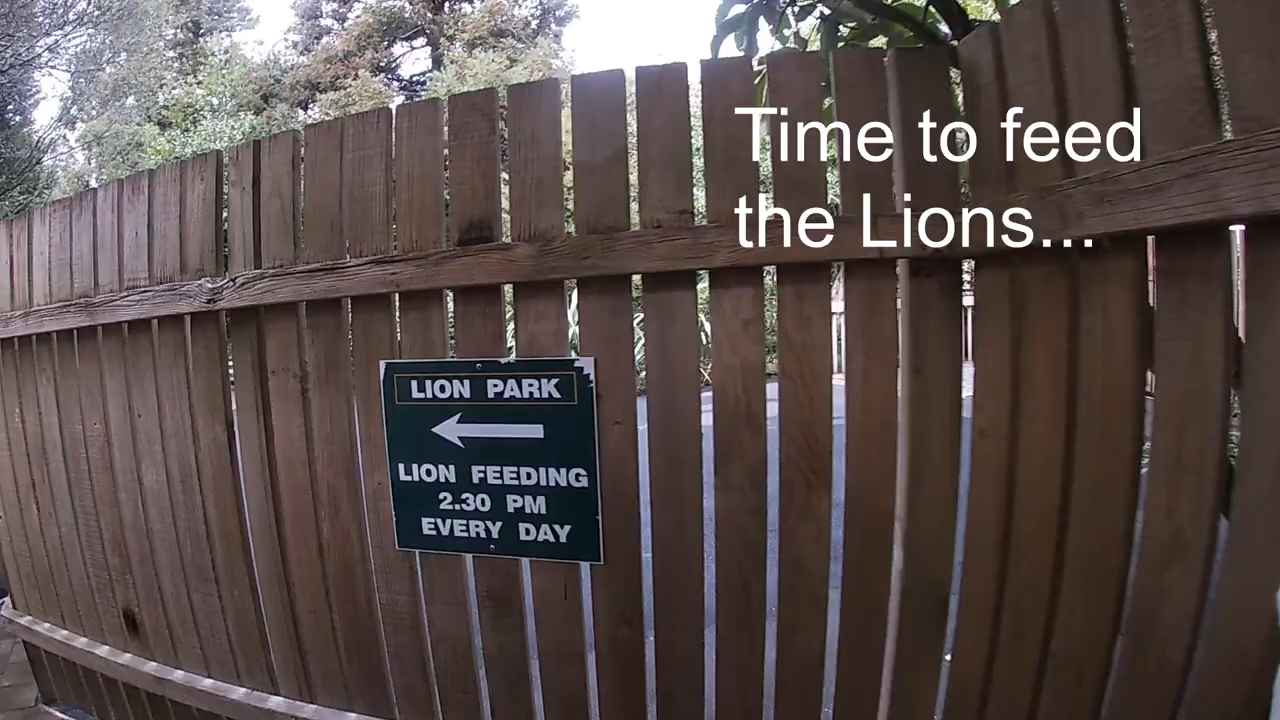 Time to feed
the Lions...
LION PARK
LION FEEDING
2.30 PM
EVERY DAY